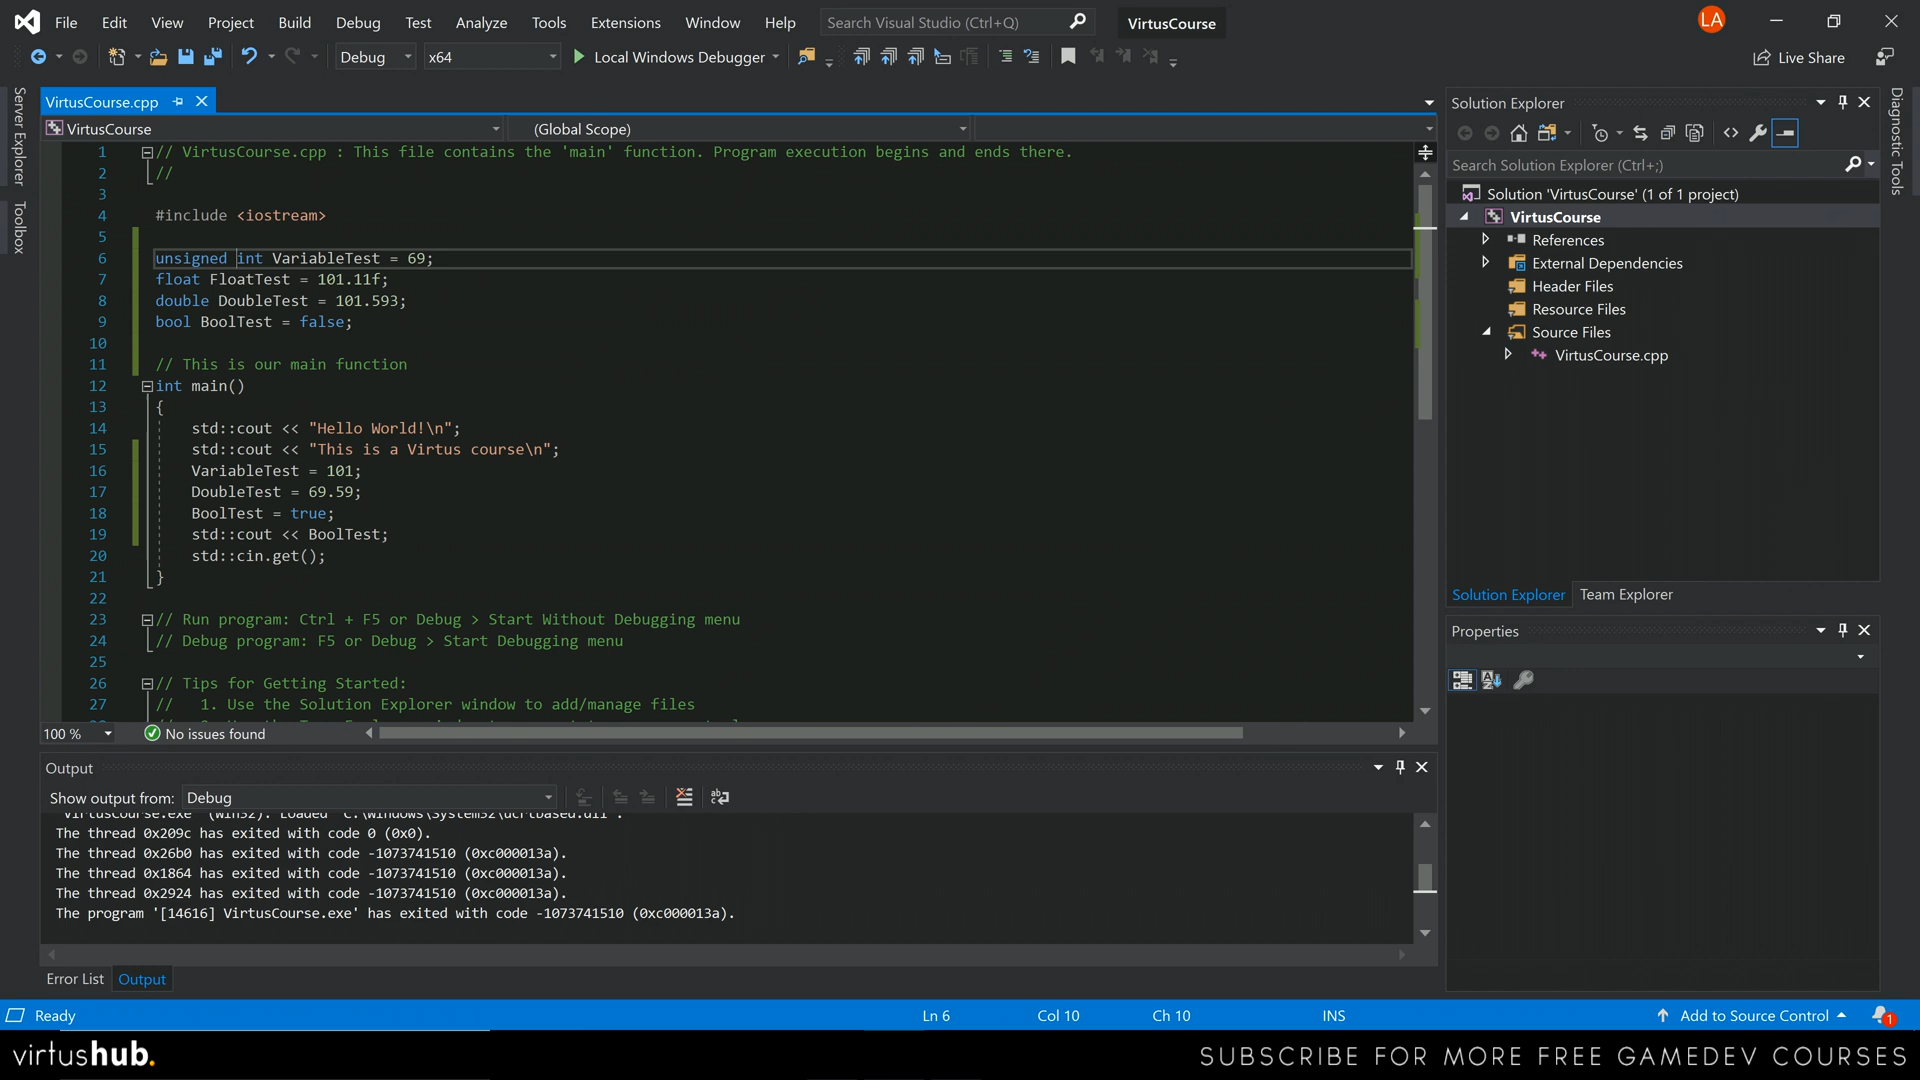 File Edit View Project Build Debug Test Analyze Tools Extensions Window Help Search Visual Studio (Ctrl+Q) VirtusCourse LA
Debug x64 Local Windows Debugger Live Share
Server Explorer
Toolbox
VirtusCourse.cpp
VirtusCourse (Global Scope)
1 // VirtusCourse.cpp : This file contains the 'main' function. Program execution begins and ends there.
2 //
3
4 #include <iostream>
5
6 unsigned int VariableTest = 69;
7 float FloatTest = 101.11f;
8 double DoubleTest = 101.593;
9 bool BoolTest = false;
10
11 // This is our main function
12 int main()
13 {
14 std::cout << "Hello World!\n";
15 std::cout << "This is a Virtus course\n";
16 VariableTest = 101;
17 DoubleTest = 69.59;
18 BoolTest = true;
19 std::cout << BoolTest;
20 std::cin.get();
21 }
22
23 // Run program: Ctrl + F5 or Debug > Start Without Debugging menu
24 // Debug program: F5 or Debug > Start Debugging menu
25
26 // Tips for Getting Started:
27 // 1. Use the Solution Explorer window to add/manage files
100 % No issues found
Output
Show output from: Debug
'VirtusCourse.exe' (Win32): Loaded 'C:\Windows\System32\ucrtbased.dll'.
The thread 0x209c has exited with code 0 (0x0).
The thread 0x26b0 has exited with code -1073741510 (0xc000013a).
The thread 0x1864 has exited with code -1073741510 (0xc000013a).
The thread 0x2924 has exited with code -1073741510 (0xc000013a).
The program '[14616] VirtusCourse.exe' has exited with code -1073741510 (0xc000013a).
Error List Output
Solution Explorer
Search Solution Explorer (Ctrl+;)
Solution 'VirtusCourse' (1 of 1 project)
VirtusCourse
References
External Dependencies
Header Files
Resource Files
Source Files
VirtusCourse.cpp
Solution Explorer Team Explorer
Properties
Diagnostic Tools
Ready Ln 6 Col 10 Ch 10 INS Add to Source Control 1
virtushub. SUBSCRIBE FOR MORE FREE GAMEDEV COURSES